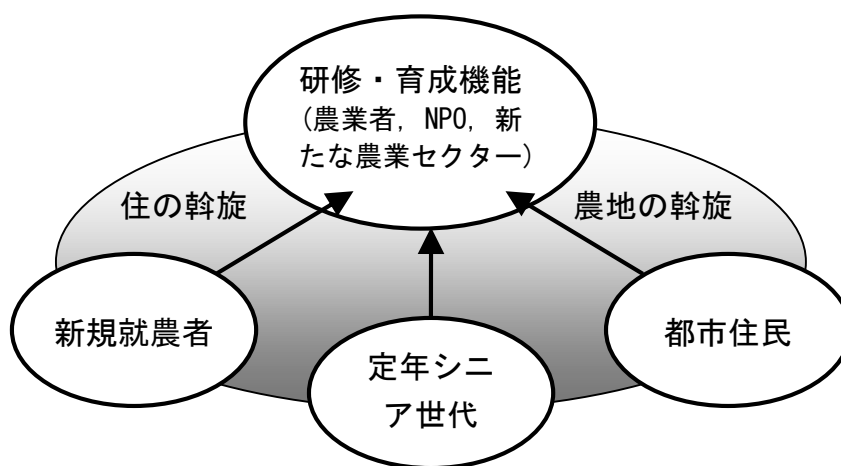 研修・育成機能
(農業者, NPO, 新
たな農業セクター)
住の斡旋
農地の斡旋
新規就農者
定年シニ
ア世代
都市住民